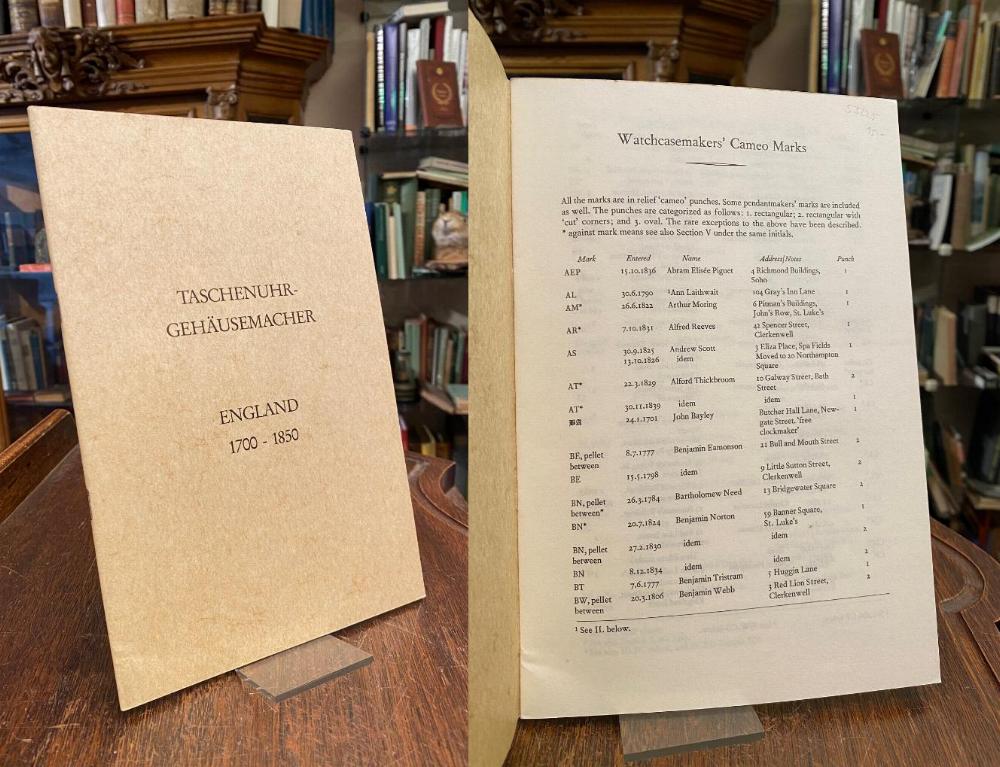 TASCHENUHR-
GEHÄUSEMACHER
ENGLAND
1700 - 1850
Watchcasemakers' Cameo Marks
All the marks are in relief 'cameo' punches. Some pendantmakers' marks are included
as well. The punches are categorized as follows: 1. rectangular; 2. rectangular with
'cut' corners; and 3. oval. The rare exceptions to the above have been described.
* against mark means see also Section V under the same initials.
Mark Entered Name Address/Notes Punch
AEP 15.10.1836 Abram Elisée Piguet 4 Richmond Buildings, 1
Soho
AL 30.6.1790 ¹Ann Laithwait 104 Gray's Inn Lane 1
AM* 26.6.1822 Arthur Moring 6 Pitman's Buildings, 1
John's Row, St. Luke's
AR* 7.10.1831 Alfred Reeves 42 Spencer Street, 1
Clerkenwell
AS 30.9.1825 Andrew Scott 3 Eliza Place, Spa Fields 1
13.10.1826 idem Moved to 20 Northampton
Square
AT* 22.3.1829 Alford Thickbroom 10 Galway Street, Bath 2
Street
AT* 30.11.1839 idem idem 1
24.1.1701 John Bayley Butcher Hall Lane, New- 1
gate Street. 'free
clockmaker'
BE, pellet 8.7.1777 Benjamin Eamonson 21 Bull and Mouth Street 2
between
BE 15.5.1798 idem 9 Little Sutton Street, 2
Clerkenwell
BN, pellet 26.3.1784 Bartholomew Need 13 Bridgewater Square 2
between*
BN* 20.7.1824 Benjamin Norton 59 Banner Square, 1
St. Luke's
BN, pellet 27.2.1830 idem idem 2
between
BN 8.12.1834 idem idem 2
BT 7.6.1777 Benjamin Tristram 5 Huggin Lane 1
BW, pellet 20.3.1806 Benjamin Webb 3 Red Lion Street, 2
between Clerkenwell
¹ See II. below.